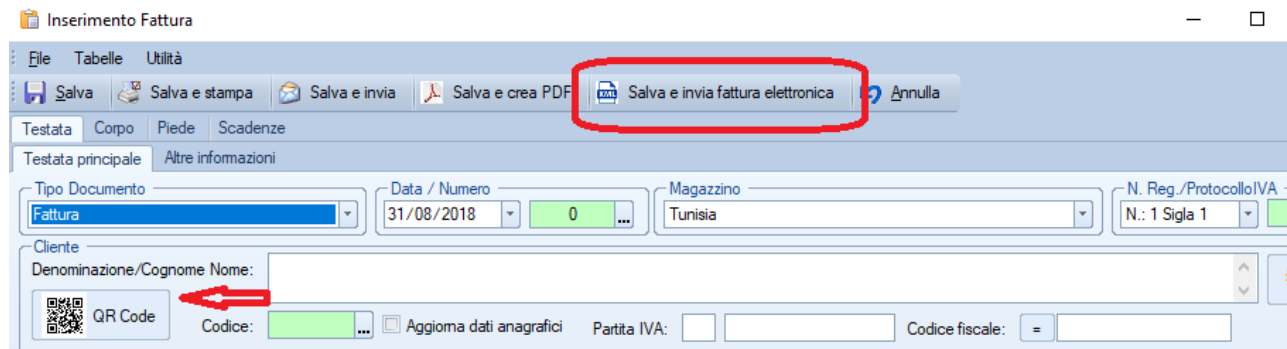 Inserimento Fattura
File Tabelle Utilità
Salva Salva e stampa Salva e invia Salva e crea PDF XML Salva e invia fattura elettronica Annulla
Testata Corpo Piede Scadenze
Testata principale Altre informazioni
Tipo Documento Data / Numero Magazzino N. Reg./ProtocolloIVA
Fattura 31/08/2018 0 ... Tunisia N.: 1 Sigla 1
Cliente
Denominazione/Cognome Nome:
QR Code Codice: ... Aggiorna dati anagrafici Partita IVA: Codice fiscale: =